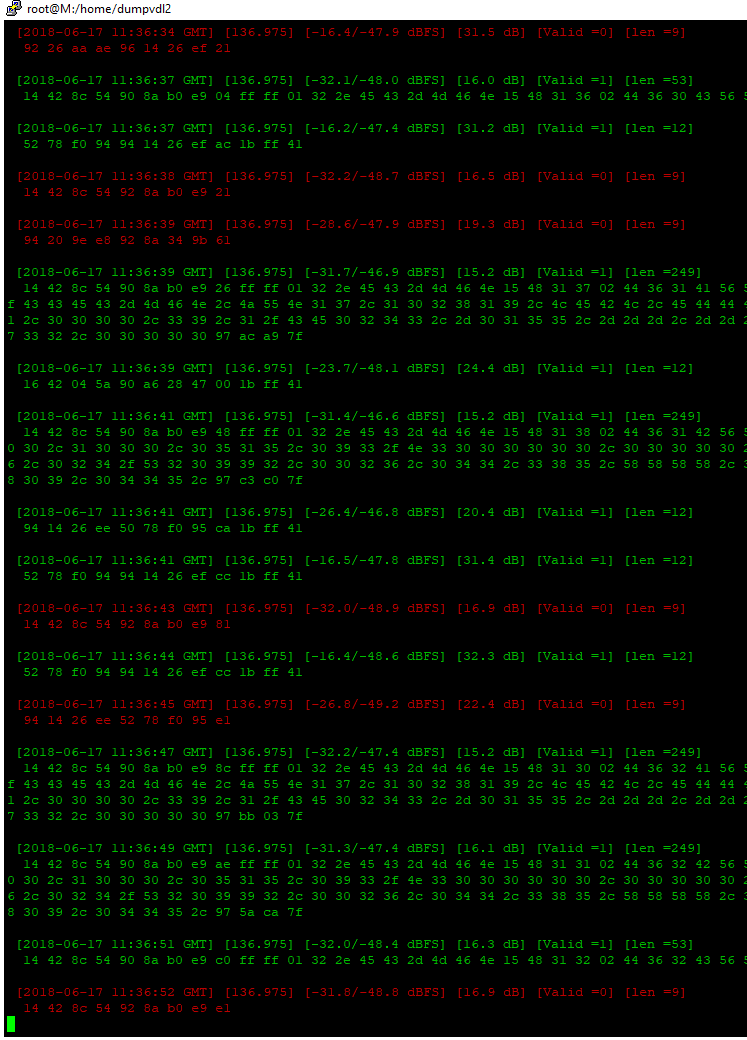 root@M:/home/dumpvdl2
[2018-06-17 11:36:34 GMT] [136.975] [-16.4/-47.9 dBFS] [31.5 dB] [Valid =0] [len =9]
92 26 aa ae 96 14 26 ef 21
[2018-06-17 11:36:37 GMT] [136.975] [-32.1/-48.0 dBFS] [16.0 dB] [Valid =1] [len =53]
14 42 8c 54 90 8a b0 e9 04 ff ff 01 32 2e 45 43 2d 4d 46 4e 15 48 31 36 02 44 36 30 43 56
[2018-06-17 11:36:37 GMT] [136.975] [-16.2/-47.4 dBFS] [31.2 dB] [Valid =1] [len =12]
52 78 f0 94 94 14 26 ef ac 1b ff 41
[2018-06-17 11:36:38 GMT] [136.975] [-32.2/-48.7 dBFS] [16.5 dB] [Valid =0] [len =9]
14 42 8c 54 92 8a b0 e9 21
[2018-06-17 11:36:39 GMT] [136.975] [-28.6/-47.9 dBFS] [19.3 dB] [Valid =0] [len =9]
94 20 9e e8 92 8a 34 9b 61
[2018-06-17 11:36:39 GMT] [136.975] [-31.7/-46.9 dBFS] [15.2 dB] [Valid =1] [len =249]
14 42 8c 54 90 8a b0 e9 26 ff ff 01 32 2e 45 43 2d 4d 46 4e 15 48 31 37 02 44 36 31 41 56
f 43 43 45 43 2d 4d 46 4e 2c 4a 55 4e 31 37 2c 31 30 32 38 31 39 2c 4c 45 42 4c 2c 45 44 44
1 2c 30 30 30 30 2c 33 39 2c 31 2f 43 45 30 32 34 33 2c 2d 30 31 35 35 2c 2d 2d 2d 2c 2d 2d
7 33 32 2c 30 30 30 30 30 97 ac a9 7f
[2018-06-17 11:36:39 GMT] [136.975] [-23.7/-48.1 dBFS] [24.4 dB] [Valid =1] [len =12]
16 42 04 5a 90 a6 28 47 00 1b ff 41
[2018-06-17 11:36:41 GMT] [136.975] [-31.4/-46.6 dBFS] [15.2 dB] [Valid =1] [len =249]
14 42 8c 54 90 8a b0 e9 48 ff ff 01 32 2e 45 43 2d 4d 46 4e 15 48 31 38 02 44 36 31 42 56
0 30 2c 31 30 30 30 2c 30 35 31 35 2c 30 39 33 2f 4e 33 30 30 30 30 30 30 2c 30 30 30 30 30
6 2c 30 32 34 2f 53 32 30 39 39 32 2c 30 30 32 36 2c 30 34 34 2c 33 38 35 2c 58 58 58 58 2c
8 30 39 2c 30 34 34 35 2c 97 c3 c0 7f
[2018-06-17 11:36:41 GMT] [136.975] [-26.4/-46.8 dBFS] [20.4 dB] [Valid =1] [len =12]
94 14 26 ee 50 78 f0 95 ca 1b ff 41
[2018-06-17 11:36:41 GMT] [136.975] [-16.5/-47.8 dBFS] [31.4 dB] [Valid =1] [len =12]
52 78 f0 94 94 14 26 ef cc 1b ff 41
[2018-06-17 11:36:43 GMT] [136.975] [-32.0/-48.9 dBFS] [16.9 dB] [Valid =0] [len =9]
14 42 8c 54 92 8a b0 e9 81
[2018-06-17 11:36:44 GMT] [136.975] [-16.4/-48.6 dBFS] [32.3 dB] [Valid =1] [len =12]
52 78 f0 94 94 14 26 ef cc 1b ff 41
[2018-06-17 11:36:45 GMT] [136.975] [-26.8/-49.2 dBFS] [22.4 dB] [Valid =0] [len =9]
94 14 26 ee 52 78 f0 95 e1
[2018-06-17 11:36:47 GMT] [136.975] [-32.2/-47.4 dBFS] [15.2 dB] [Valid =1] [len =249]
14 42 8c 54 90 8a b0 e9 8c ff ff 01 32 2e 45 43 2d 4d 46 4e 15 48 31 30 02 44 36 32 41 56
f 43 43 45 43 2d 4d 46 4e 2c 4a 55 4e 31 37 2c 31 30 32 38 31 39 2c 4c 45 42 4c 2c 45 44 44
1 2c 30 30 30 30 2c 33 39 2c 31 2f 43 45 30 32 34 33 2c 2d 30 31 35 35 2c 2d 2d 2d 2c 2d 2d
7 33 32 2c 30 30 30 30 30 97 bb 03 7f
[2018-06-17 11:36:49 GMT] [136.975] [-31.3/-47.4 dBFS] [16.1 dB] [Valid =1] [len =249]
14 42 8c 54 90 8a b0 e9 ae ff ff 01 32 2e 45 43 2d 4d 46 4e 15 48 31 31 02 44 36 32 42 56
0 30 2c 31 30 30 30 2c 30 35 31 35 2c 30 39 33 2f 4e 33 30 30 30 30 30 30 2c 30 30 30 30 30
6 2c 30 32 34 2f 53 32 30 39 39 32 2c 30 30 32 36 2c 30 34 34 2c 33 38 35 2c 58 58 58 58 2c
8 30 39 2c 30 34 34 35 2c 97 5a ca 7f
[2018-06-17 11:36:51 GMT] [136.975] [-32.0/-48.4 dBFS] [16.3 dB] [Valid =1] [len =53]
14 42 8c 54 90 8a b0 e9 c0 ff ff 01 32 2e 45 43 2d 4d 46 4e 15 48 31 32 02 44 36 32 43 56
[2018-06-17 11:36:52 GMT] [136.975] [-31.8/-48.8 dBFS] [16.9 dB] [Valid =0] [len =9]
14 42 8c 54 92 8a b0 e9 e1